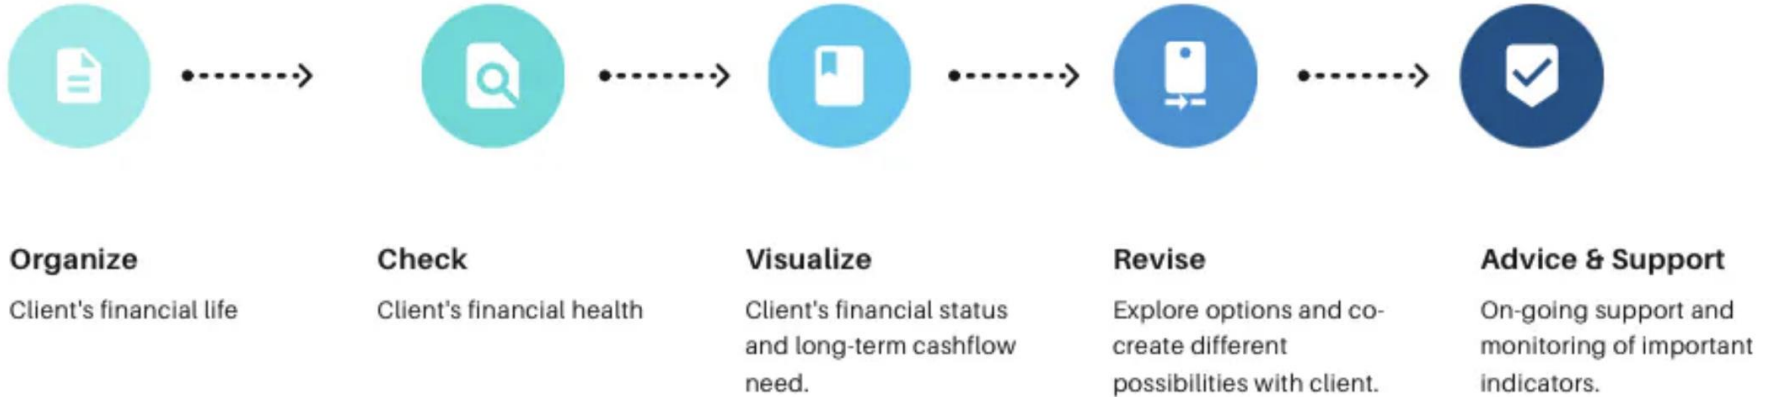 Organize
Client's financial life
Check
Client's financial health
Visualize
Client's financial status
and long-term cashflow
need.
Revise
Explore options and co-
create different
possibilities with client.
Advice & Support
On-going support and
monitoring of important
indicators.